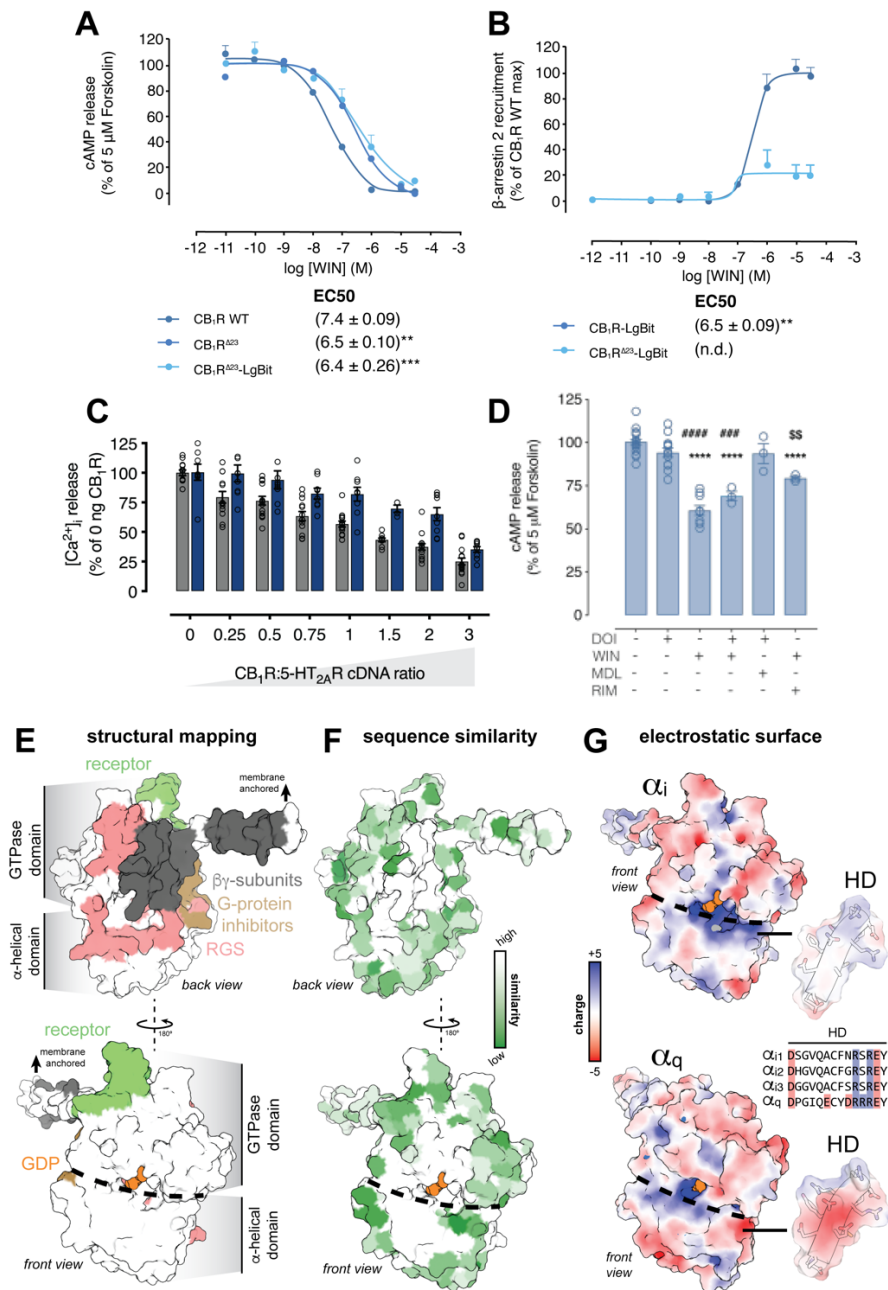 A
cAMP release
(% of 5 µM Forskolin)
120
100
80
60
40
20
0
-12 -11 -10 -9 -8 -7 -6 -5 -4 -3
log [WIN] (M)
EC50
CB₁R WT (7.4 ± 0.09)
CB₁R^Δ23 (6.5 ± 0.10)**
CB₁R^Δ23-LgBit (6.4 ± 0.26)***
B
β-arrestin 2 recruitment
(% of CB₁R WT max)
120
100
80
60
40
20
0
-12 -11 -10 -9 -8 -7 -6 -5 -4 -3
log [WIN] (M)
EC50
CB₁R-LgBit (6.5 ± 0.09)**
CB₁R^Δ23-LgBit (n.d.)
C
[Ca²⁺]ᵢ release
(% of 0 ng CB₁R)
125
100
75
50
25
0
0 0.25 0.5 0.75 1 1.5 2 3
CB₁R:5-HT₂ₐR cDNA ratio
D
cAMP release
(% of 5 µM Forskolin)
125
100
75
50
25
0
#### ### $$
**** **** ****
DOI - + - + + -
WIN - - + + - +
MDL - - - - + -
RIM - - - - - +
E structural mapping
receptor
membrane
anchored
GTPase
domain
α-helical
domain
βγ-subunits
G-protein
inhibitors
RGS
back view
180°
receptor
membrane
anchored
GDP
GTPase
domain
α-helical
domain
front view
F sequence similarity
high
similarity
low
back view
180°
front view
G electrostatic surface
αi
front
view
HD
+5
charge
-5
HD
αi1 DSGVQACFNRSREY
αi2 DHGVQACFGRSREY
αi3 DGGVQACFSRSREY
αq DPGIQECYDRRREY
αq
HD
front
view